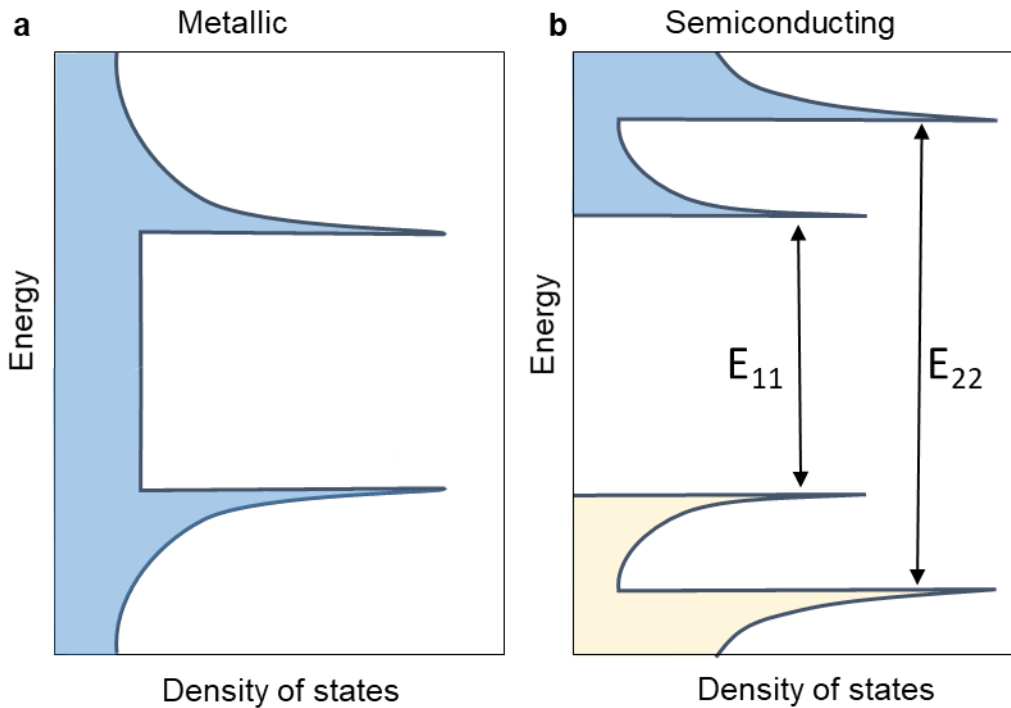 a
Metallic
b
Semiconducting
Energy
Energy
E₁₁
E₂₂
Density of states
Density of states